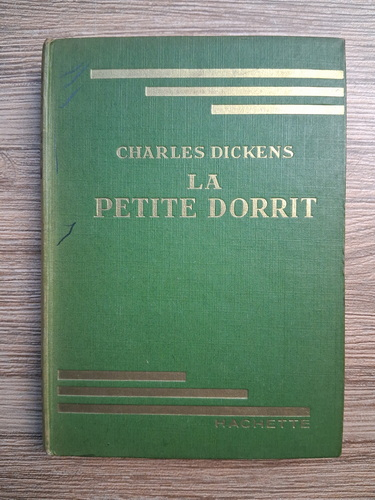 CHARLES DICKENS
LA
PETITE DORRIT
HACHETTE